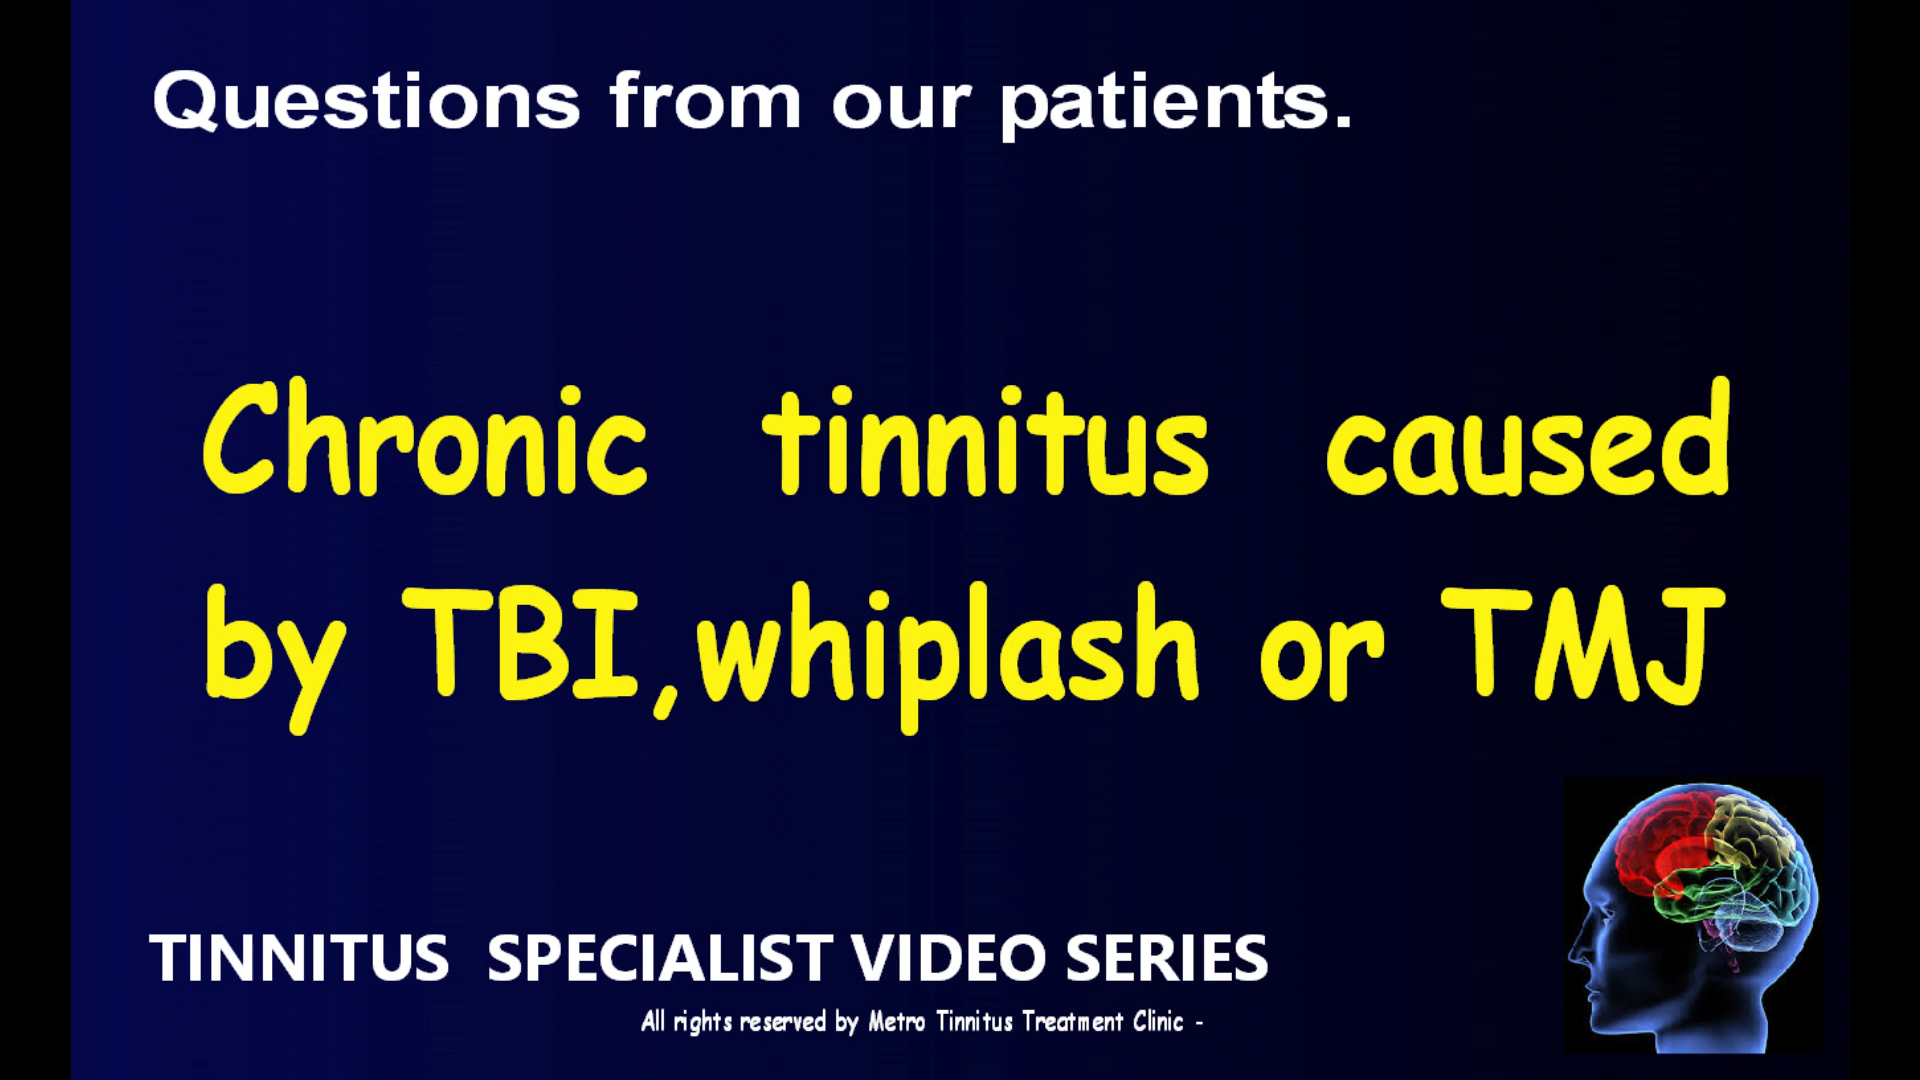 Questions from our patients.
Chronic tinnitus caused
by TBI,whiplash or TMJ
TINNITUS SPECIALIST VIDEO SERIES
All rights reserved by Metro Tinnitus Treatment Clinic -